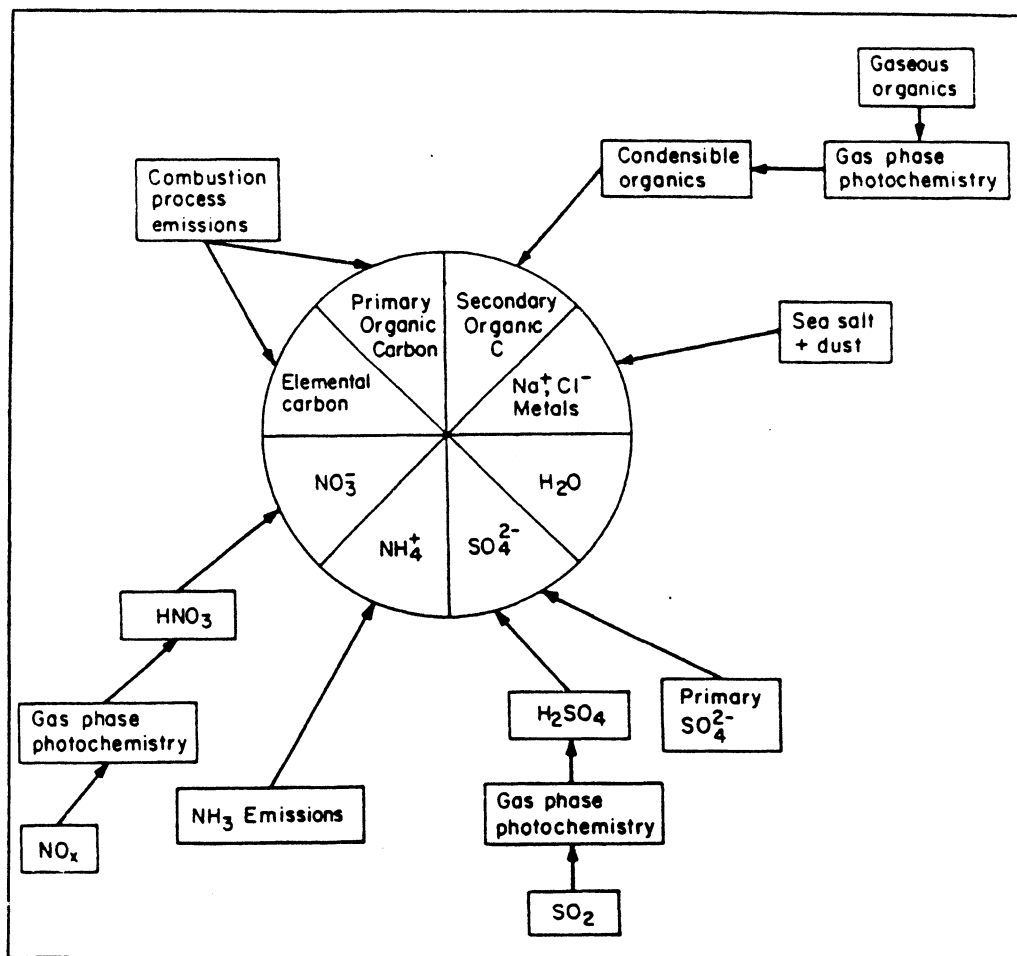 Gaseous
organics
Gas phase
photochemistry
Condensible
organics
Combustion
process
emissions
Primary
Organic
Carbon
Secondary
Organic
C
Sea salt
+ dust
Elemental
carbon
Na⁺, Cl⁻
Metals
NO₃⁻
H₂O
NH₄⁺
SO₄²⁻
HNO₃
Gas phase
photochemistry
NOₓ
NH₃ Emissions
H₂SO₄
Primary
SO₄²⁻
Gas phase
photochemistry
SO₂